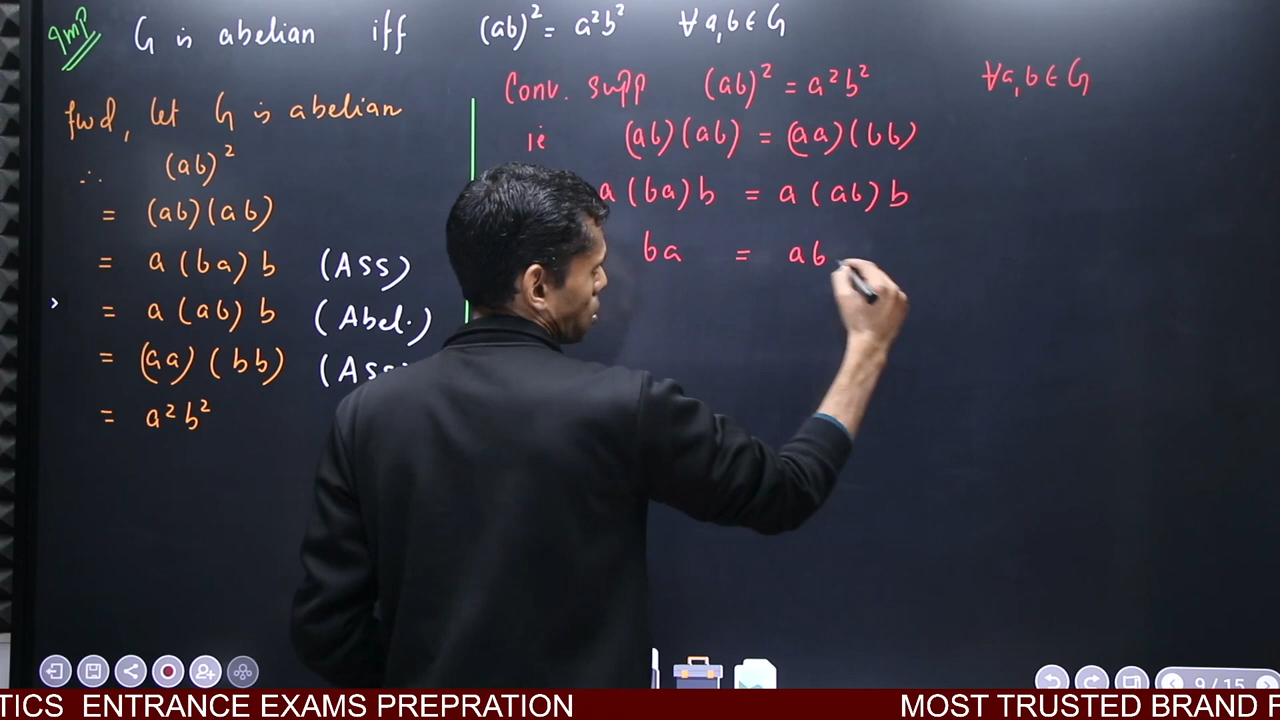 Imp G is abelian iff (ab)² = a²b² ∀ a,b ∈ G
fwd, let G is abelian
∴ (ab)²
= (ab)(ab)
= a(ba)b (Ass)
= a(ab)b (Abel.)
= (aa)(bb) (Ass
= a²b²
Conv. supp (ab)² = a²b² ∀ a,b ∈ G
ie (ab)(ab) = (aa)(bb)
a(ba)b = a(ab)b
ba = ab
9/15
TICS ENTRANCE EXAMS PREPRATION MOST TRUSTED BRAND F